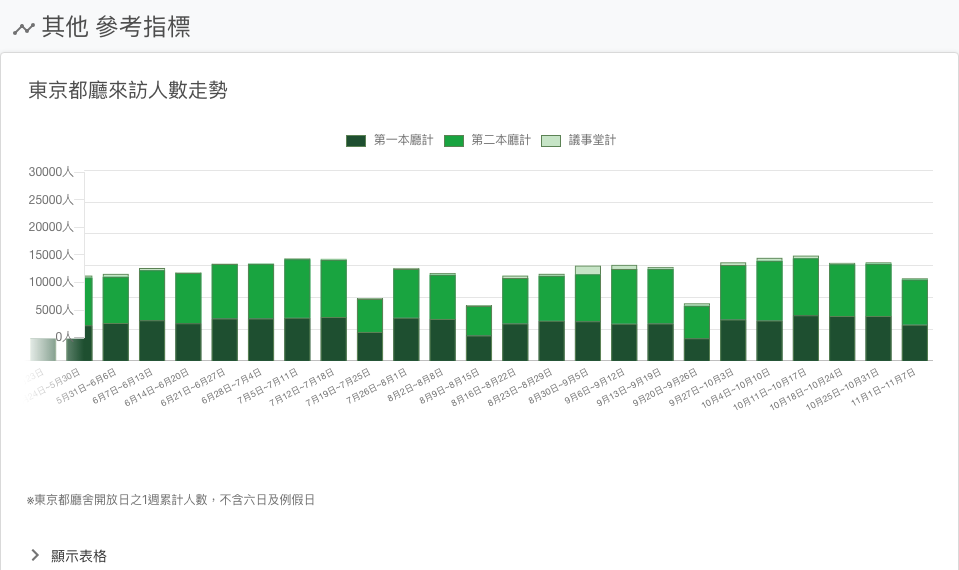 其他 參考指標
東京都廳來訪人數走勢
第一本廳計 第二本廳計 議事堂計
30000人
25000人
20000人
15000人
10000人
5000人
0人
5月31日~6月6日
6月7日~6月13日
6月14日~6月20日
6月21日~6月27日
6月28日~7月4日
7月5日~7月11日
7月12日~7月18日
7月19日~7月25日
7月26日~8月1日
8月2日~8月8日
8月9日~8月15日
8月16日~8月22日
8月23日~8月29日
8月30日~9月5日
9月6日~9月12日
9月13日~9月19日
9月20日~9月26日
9月27日~10月3日
10月4日~10月10日
10月11日~10月17日
10月18日~10月24日
10月25日~10月31日
11月1日~11月7日
※東京都廳舍開放日之1週累計人數，不含六日及例假日
顯示表格